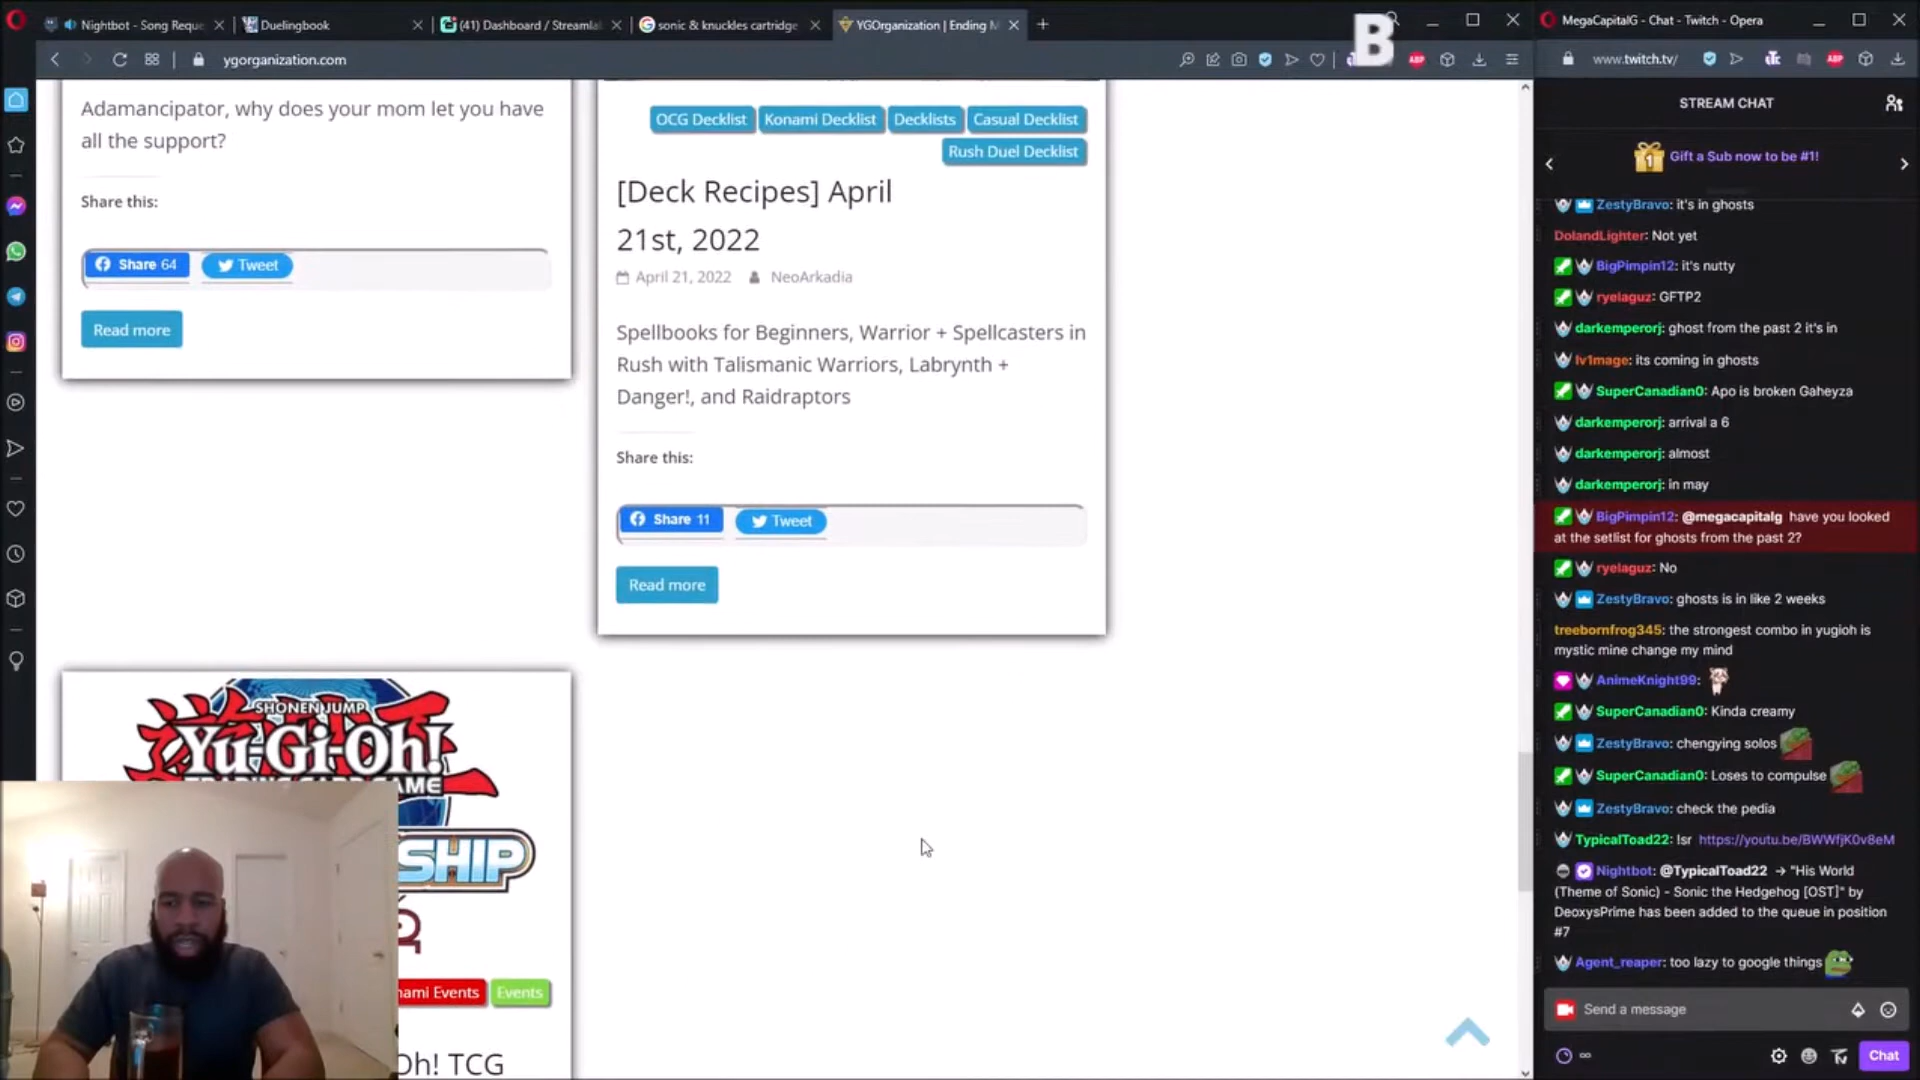 Nightbot - Song Reque
Duelingbook
(41) Dashboard / Streamla
sonic & knuckles cartridge
YGOrganization | Ending M
B
MegaCapitalG - Chat - Twitch - Opera
ygorganization.com
ABP
www.twitch.tv/
ABP
Adamancipator, why does your mom let you have
all the support?
Share this:
Share 64
Tweet
Read more
OCG Decklist
Konami Decklist
Decklists
Casual Decklist
Rush Duel Decklist
[Deck Recipes] April
21st, 2022
April 21, 2022
NeoArkadia
Spellbooks for Beginners, Warrior + Spellcasters in
Rush with Talismanic Warriors, Labrynth +
Danger!, and Raidraptors
Share this:
Share 11
Tweet
Read more
SHONEN JUMP
Yu-Gi-Oh!
AME
SHIP
nami Events
Events
Oh! TCG
STREAM CHAT
1
Gift a Sub now to be #1!
ZestyBravo: it's in ghosts
DolandLighter: Not yet
BigPimpin12: it's nutty
ryelaguz: GFTP2
darkemperorj: ghost from the past 2 it's in
lv1mage: its coming in ghosts
SuperCanadian0: Apo is broken Gaheyza
darkemperorj: arrival a 6
darkemperorj: almost
darkemperorj: in may
BigPimpin12: @megacapitalg have you looked
at the setlist for ghosts from the past 2?
ryelaguz: No
ZestyBravo: ghosts is in like 2 weeks
treebornfrog345: the strongest combo in yugioh is
mystic mine change my mind
AnimeKnight99:
SuperCanadian0: Kinda creamy
ZestyBravo: chengying solos
SuperCanadian0: Loses to compulse
ZestyBravo: check the pedia
TypicalToad22: !sr https://youtu.be/BWWfjK0v8eM
Nightbot: @TypicalToad22 -> "His World
(Theme of Sonic) - Sonic the Hedgehog [OST]" by
DeoxysPrime has been added to the queue in position
#7
Agent_reaper: too lazy to google things
Send a message
Chat